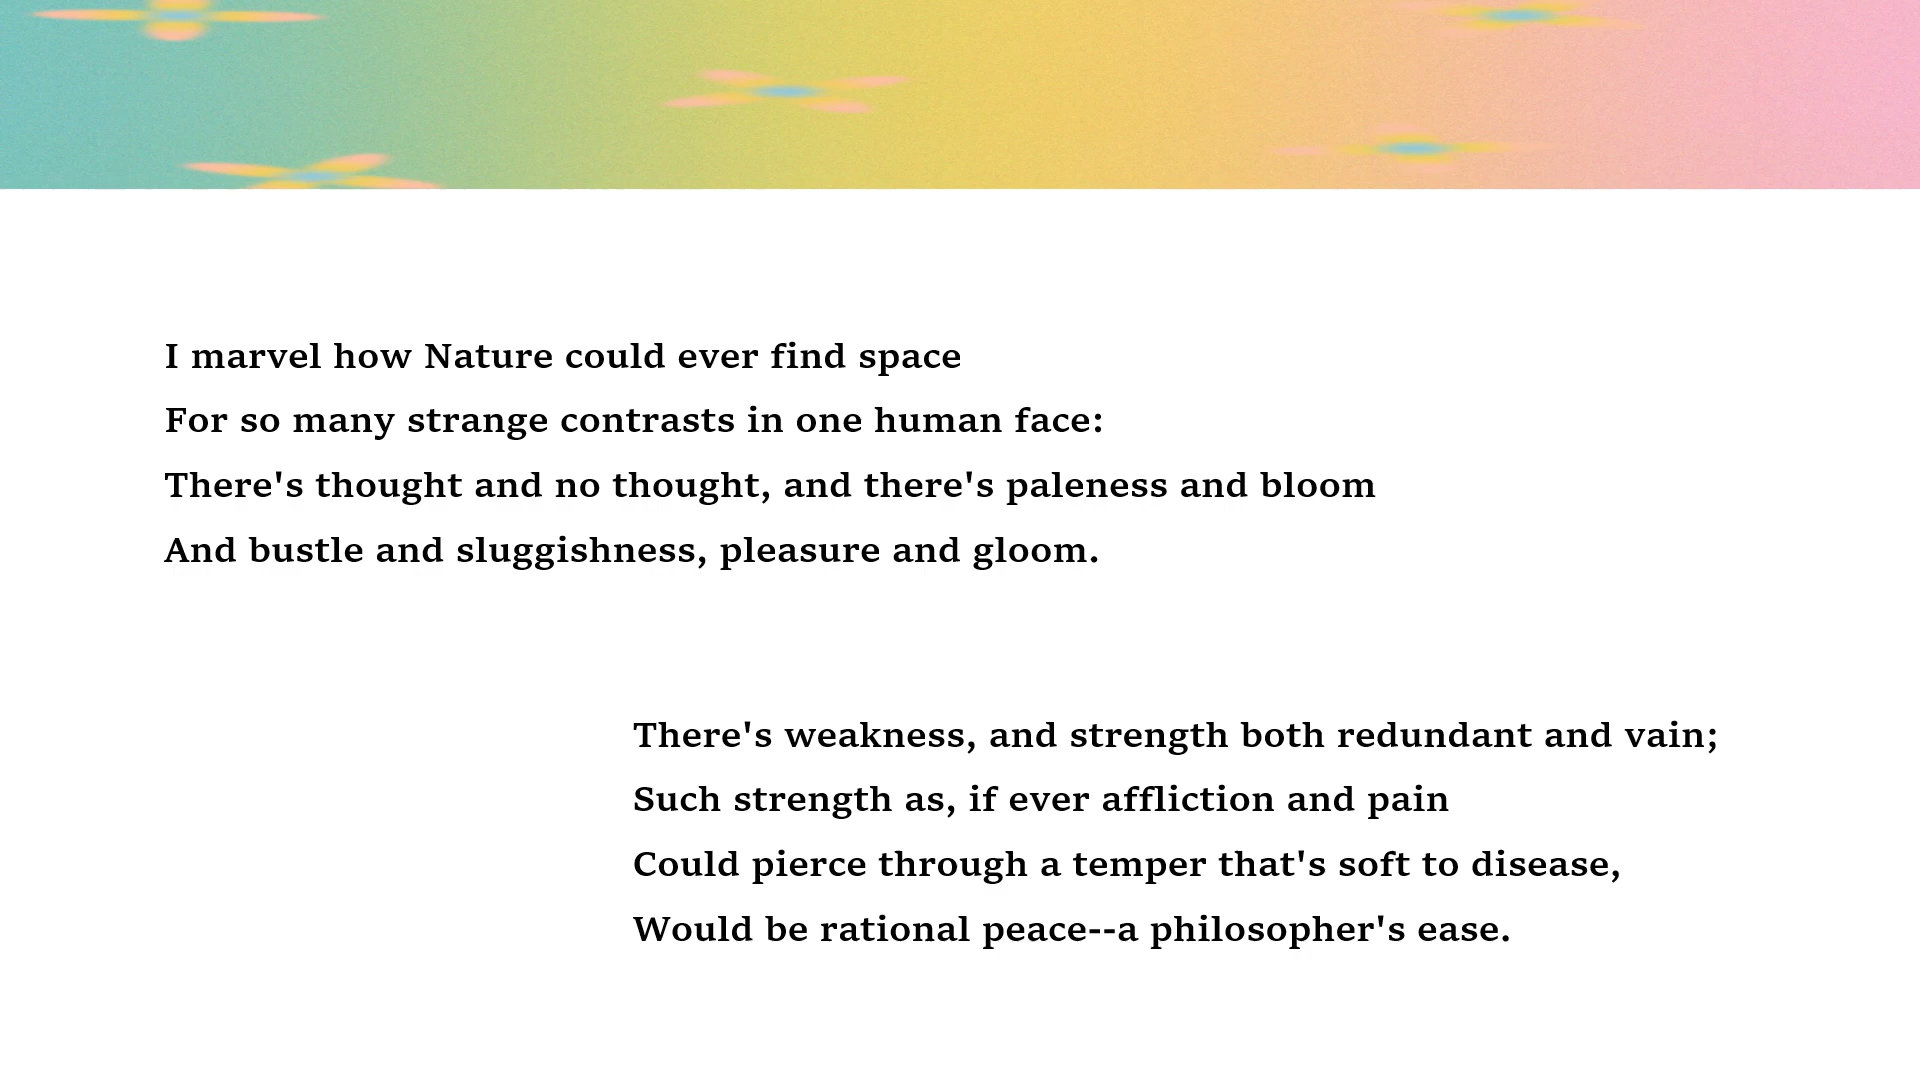 I marvel how Nature could ever find space
For so many strange contrasts in one human face:
There's thought and no thought, and there's paleness and bloom
And bustle and sluggishness, pleasure and gloom.
There's weakness, and strength both redundant and vain;
Such strength as, if ever affliction and pain
Could pierce through a temper that's soft to disease,
Would be rational peace--a philosopher's ease.